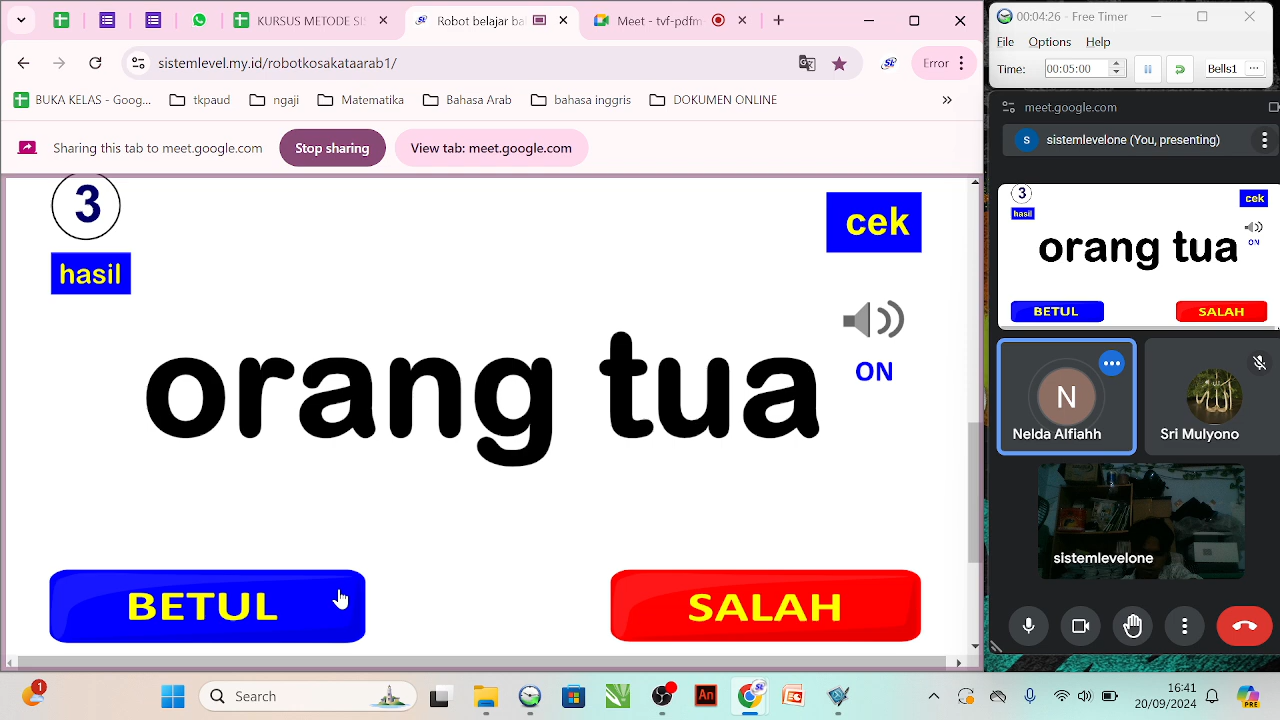 KURSUS METODE SI
Robot belajar ba
Meet - tvf-pdfm
sistemlevel.my.id/robotkosakataarab1/
Error
BUKA KELAS - Goog...
tkpaud
ngaji
Matematika
Bahasa Arab
bahasa inggris
DOKUMEN ONLINE
Sharing this tab to meet.google.com
Stop sharing
View tab: meet.google.com
3
cek
hasil
orang tua
ON
BETUL
SALAH
00:04:26 - Free Timer
File
Options
Help
Time:
00:05:00
Bells1
...
meet.google.com
S
sistemlevelone (You, presenting)
3
cek
hasil
ON
orang tua
BETUL
SALAH
N
Nelda Alfiahh
Sri Mulyono
sistemlevelone
1
Search
An
16:41
20/09/2024
PRE